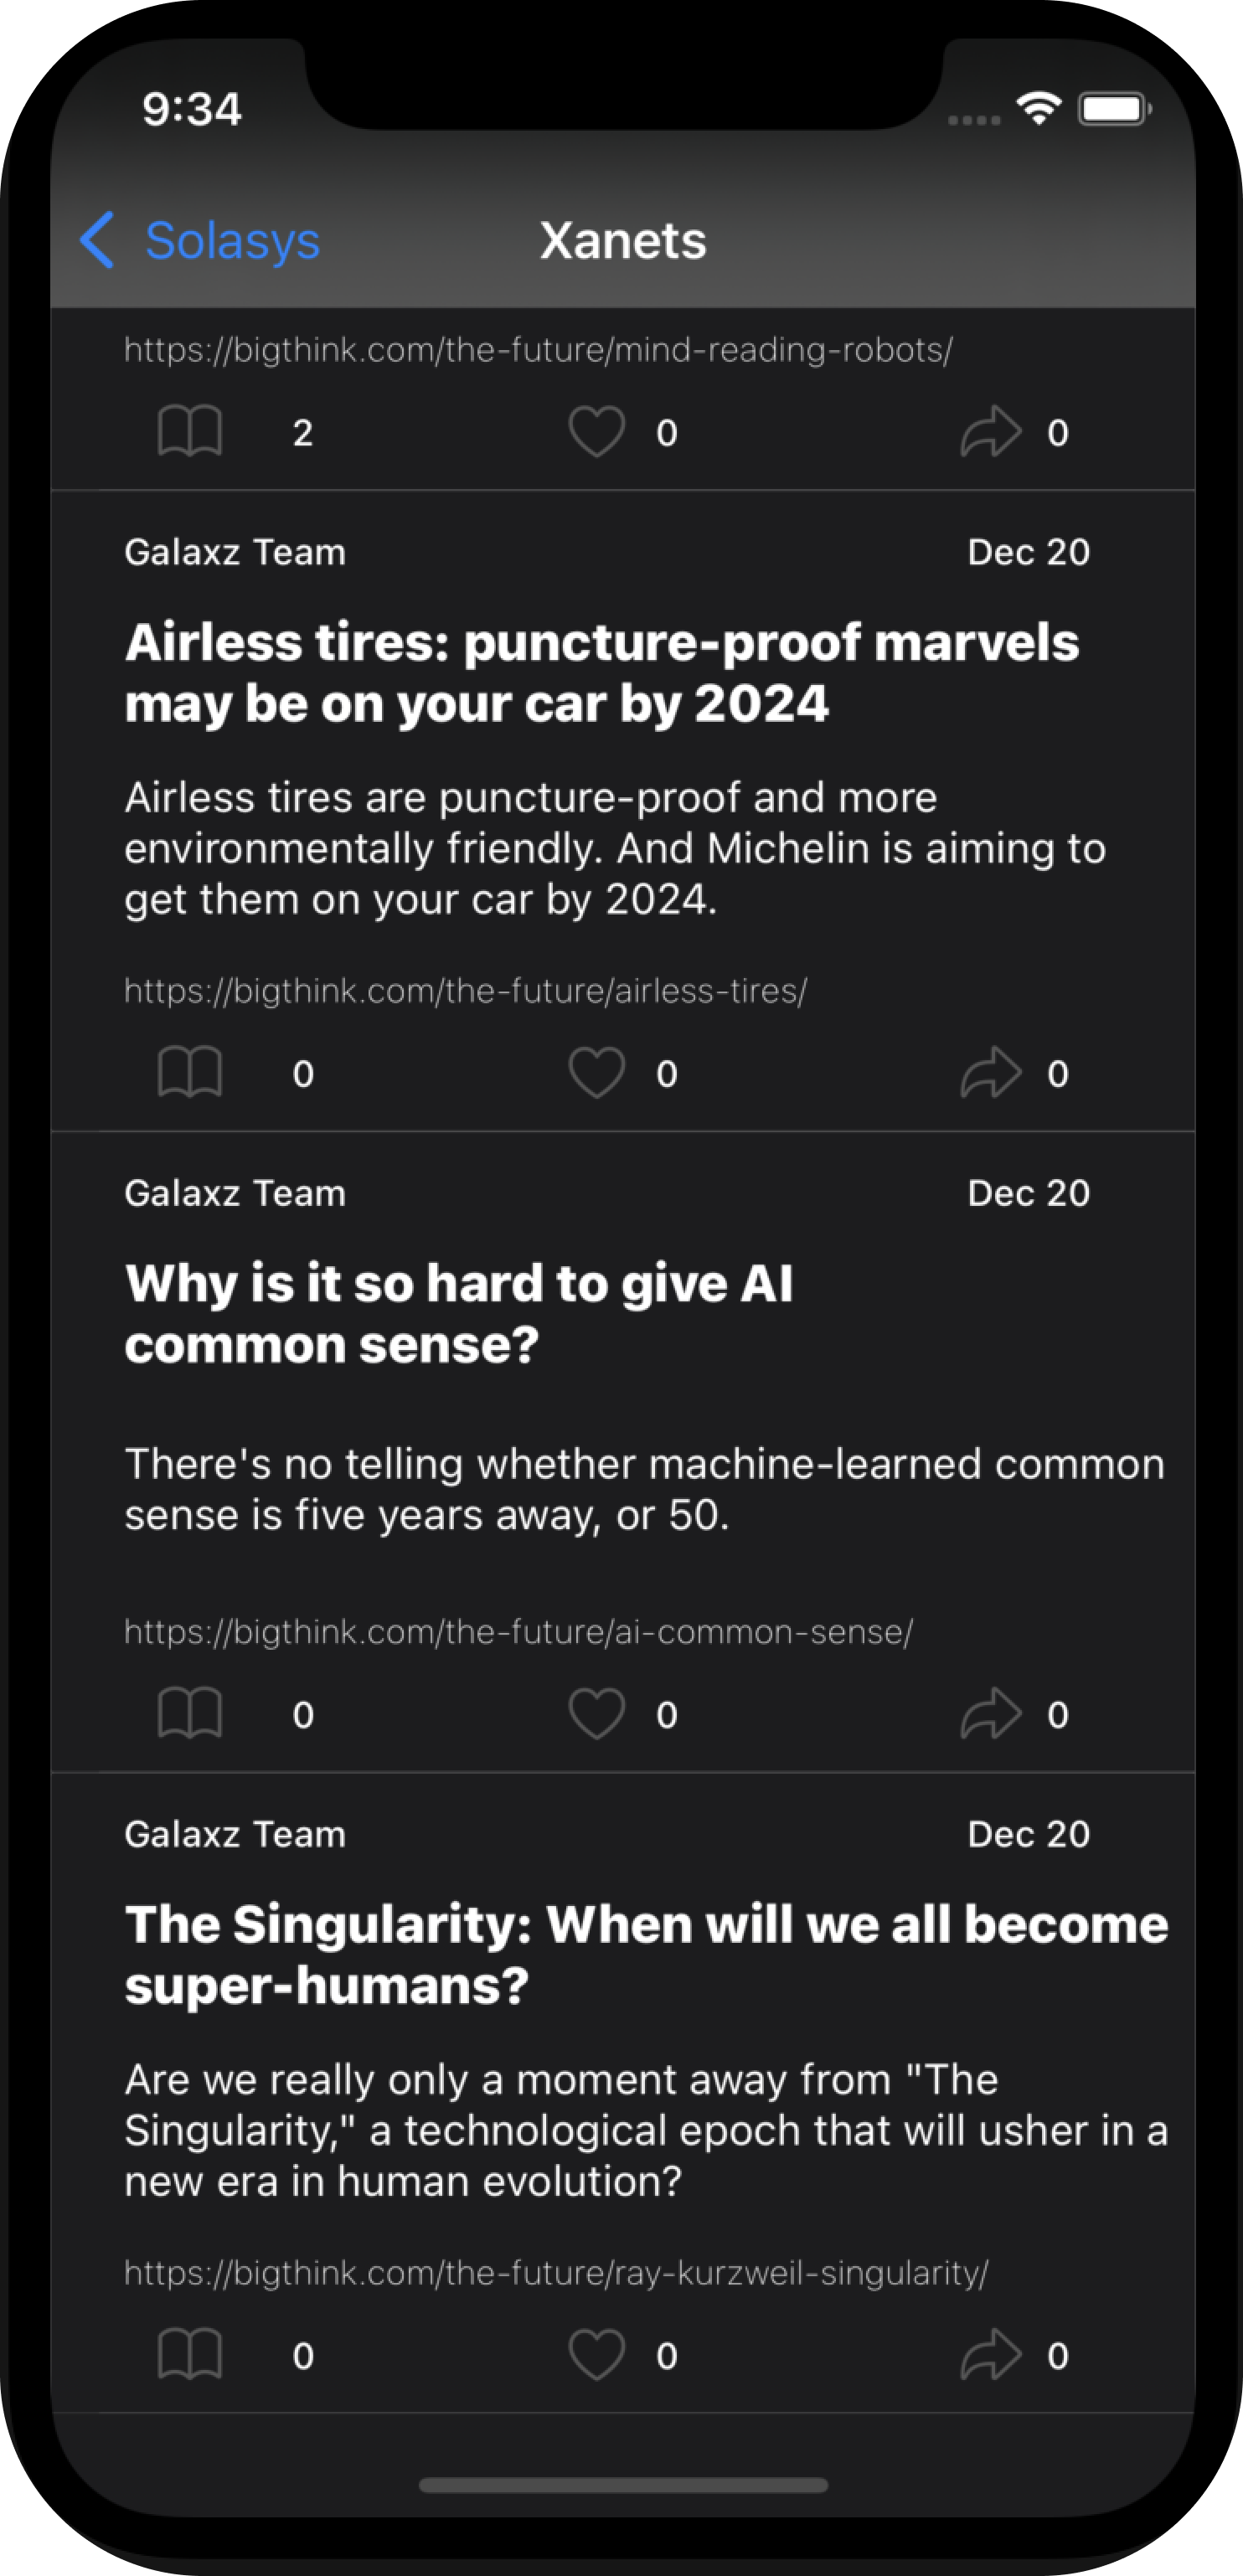 9:34
Solasys
Xanets
https://bigthink.com/the-future/mind-reading-robots/
2 0 0
Galaxz Team Dec 20
Airless tires: puncture-proof marvels
may be on your car by 2024
Airless tires are puncture-proof and more
environmentally friendly. And Michelin is aiming to
get them on your car by 2024.
https://bigthink.com/the-future/airless-tires/
0 0 0
Galaxz Team Dec 20
Why is it so hard to give AI
common sense?
There's no telling whether machine-learned common
sense is five years away, or 50.
https://bigthink.com/the-future/ai-common-sense/
0 0 0
Galaxz Team Dec 20
The Singularity: When will we all become
super-humans?
Are we really only a moment away from "The
Singularity," a technological epoch that will usher in a
new era in human evolution?
https://bigthink.com/the-future/ray-kurzweil-singularity/
0 0 0